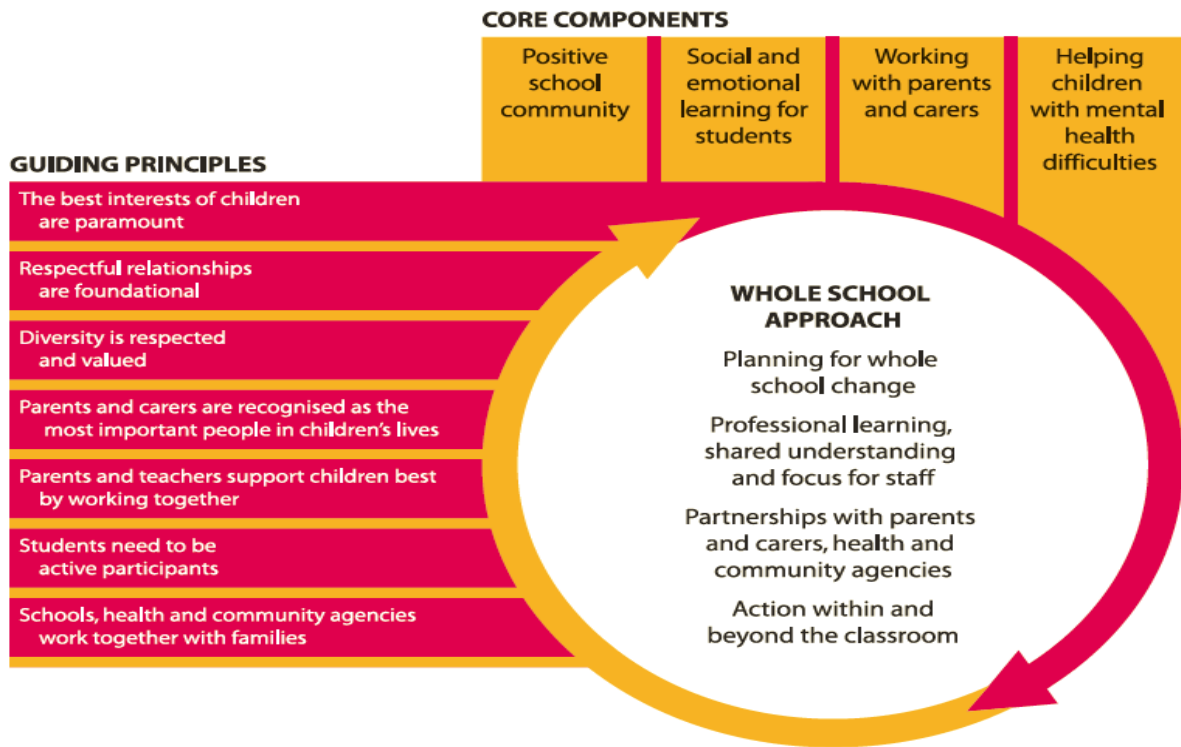 CORE COMPONENTS
Positive
school
community
Social and
emotional
learning for
students
Working
with parents
and carers
Helping
children
with mental
health
difficulties
GUIDING PRINCIPLES
The best interests of children
are paramount
Respectful relationships
are foundational
Diversity is respected
and valued
Parents and carers are recognised as the
most important people in children's lives
Parents and teachers support children best
by working together
Students need to be
active participants
Schools, health and community agencies
work together with families
WHOLE SCHOOL
APPROACH
Planning for whole
school change
Professional learning,
shared understanding
and focus for staff
Partnerships with parents
and carers, health and
community agencies
Action within and
beyond the classroom